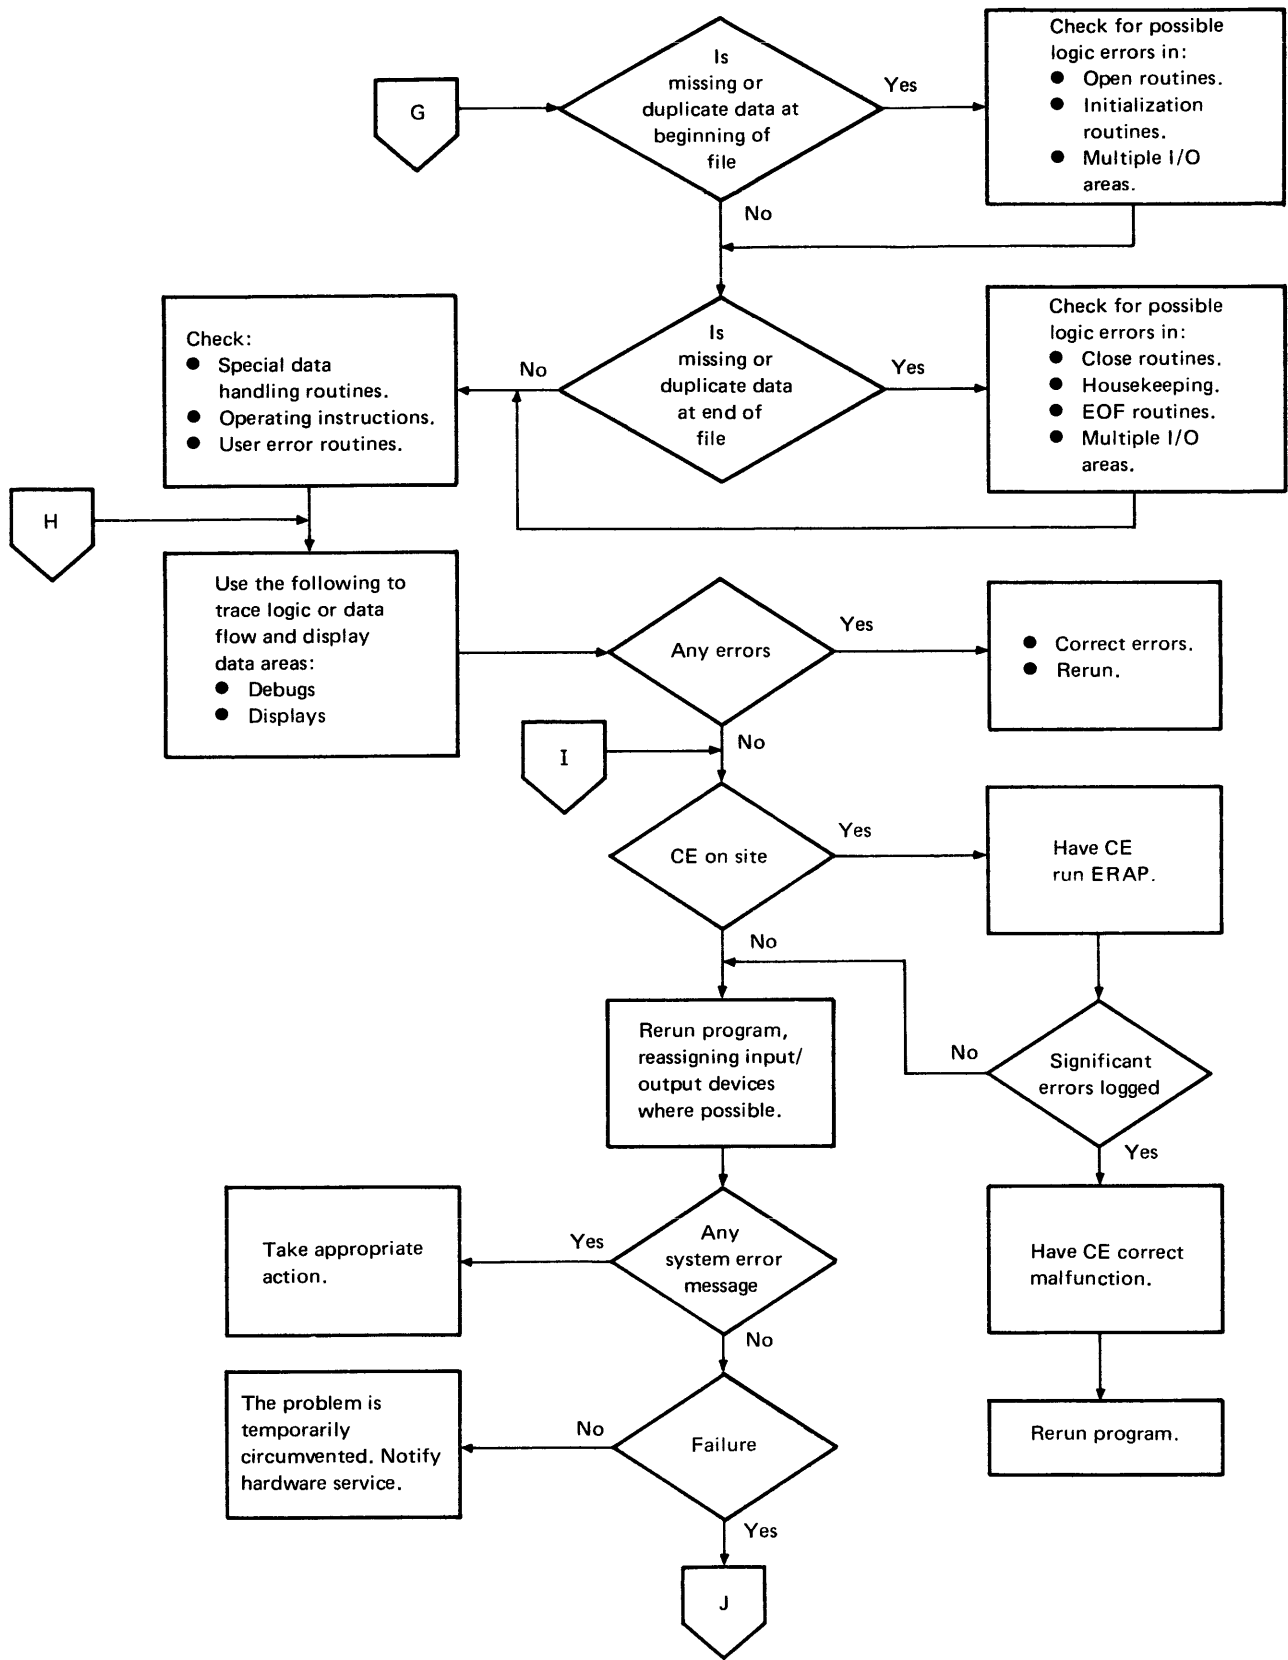 G
Is
missing or
duplicate data at
beginning of
file
Yes
Check for possible
logic errors in:
● Open routines.
● Initialization
routines.
● Multiple I/O
areas.
No
Check:
● Special data
handling routines.
● Operating instructions.
● User error routines.
No
Is
missing or
duplicate data
at end of
file
Yes
Check for possible
logic errors in:
● Close routines.
● Housekeeping.
● EOF routines.
● Multiple I/O
areas.
H
Use the following to
trace logic or data
flow and display
data areas:
● Debugs
● Displays
Any errors
Yes
● Correct errors.
● Rerun.
No
I
CE on site
Yes
Have CE
run ERAP.
No
Rerun program,
reassigning input/
output devices
where possible.
No
Significant
errors logged
Yes
Take appropriate
action.
Yes
Any
system error
message
Have CE correct
malfunction.
No
The problem is
temporarily
circumvented. Notify
hardware service.
No
Failure
Rerun program.
Yes
J